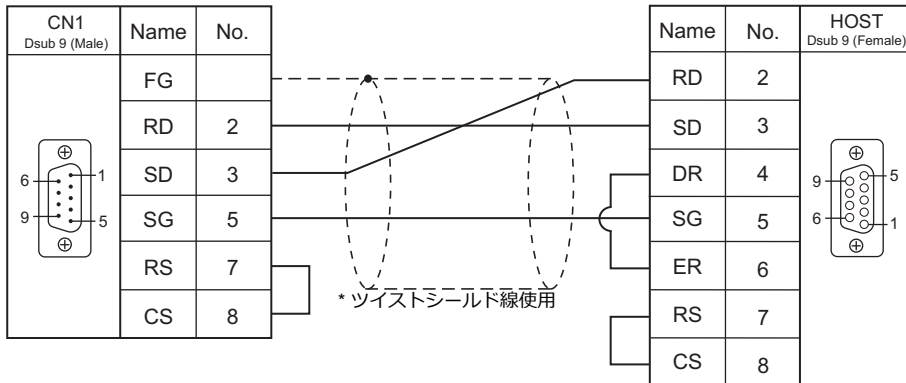 CN1
Dsub 9 (Male)
Name
No.
FG
RD
2
SD
3
SG
5
RS
7
CS
8
6
1
9
5
* ツイストシールド線使用
Name
No.
HOST
Dsub 9 (Female)
RD
2
SD
3
DR
4
SG
5
ER
6
RS
7
CS
8
9
5
6
1